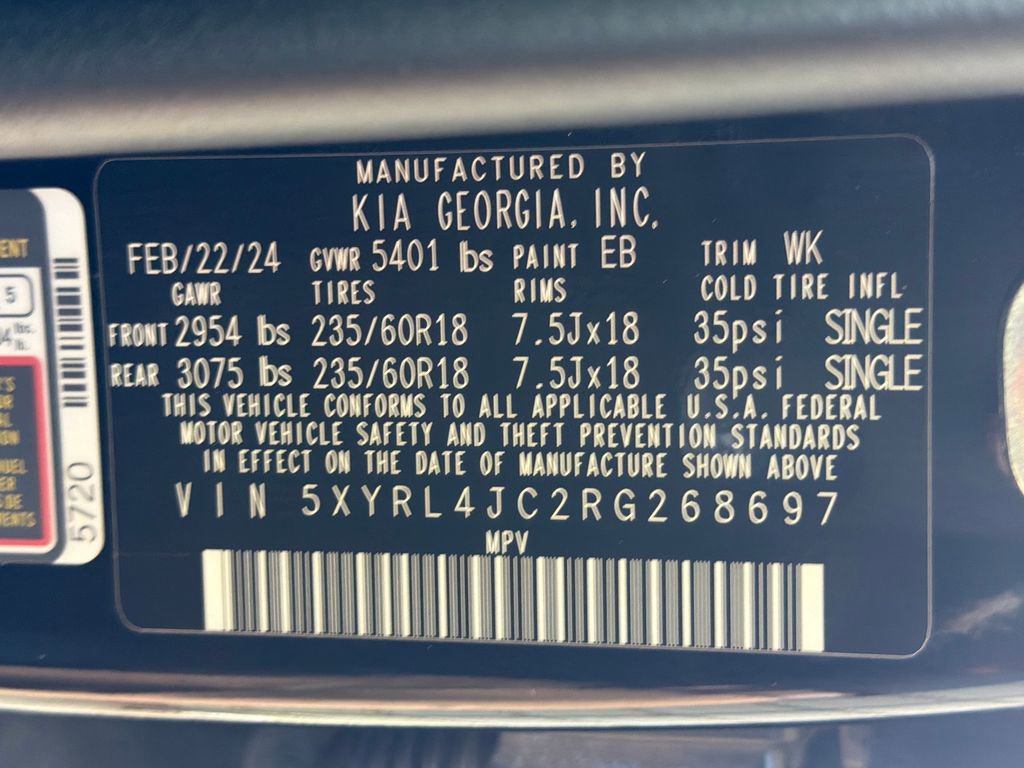 MANUFACTURED BY
KIA GEORGIA, INC.
FEB/22/24 GVWR 5401 lbs PAINT EB TRIM WK
GAWR TIRES RIMS COLD TIRE INFL
FRONT 2954 lbs 235/60R18 7.5Jx18 35psi SINGLE
REAR 3075 lbs 235/60R18 7.5Jx18 35psi SINGLE
THIS VEHICLE CONFORMS TO ALL APPLICABLE U.S.A. FEDERAL
MOTOR VEHICLE SAFETY AND THEFT PREVENTION STANDARDS
IN EFFECT ON THE DATE OF MANUFACTURE SHOWN ABOVE
VIN 5XYRL4JC2RG268697
MPV
5
lbs.
5720